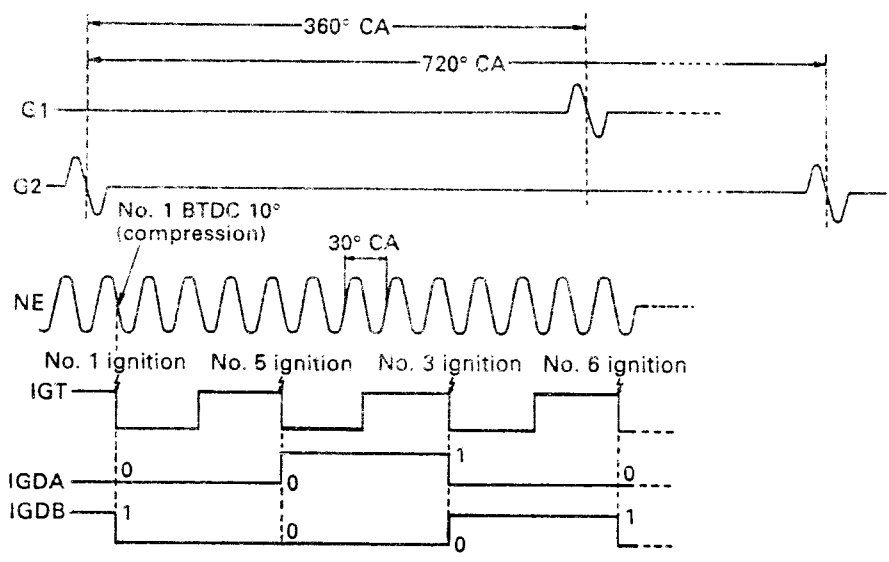 360° CA
720° CA
G1
G2
No. 1 BTDC 10°
(compression)
30° CA
NE
No. 1 ignition No. 5 ignition No. 3 ignition No. 6 ignition
IGT
IGDA 0 0 1 0
IGDB 1 0 0 1